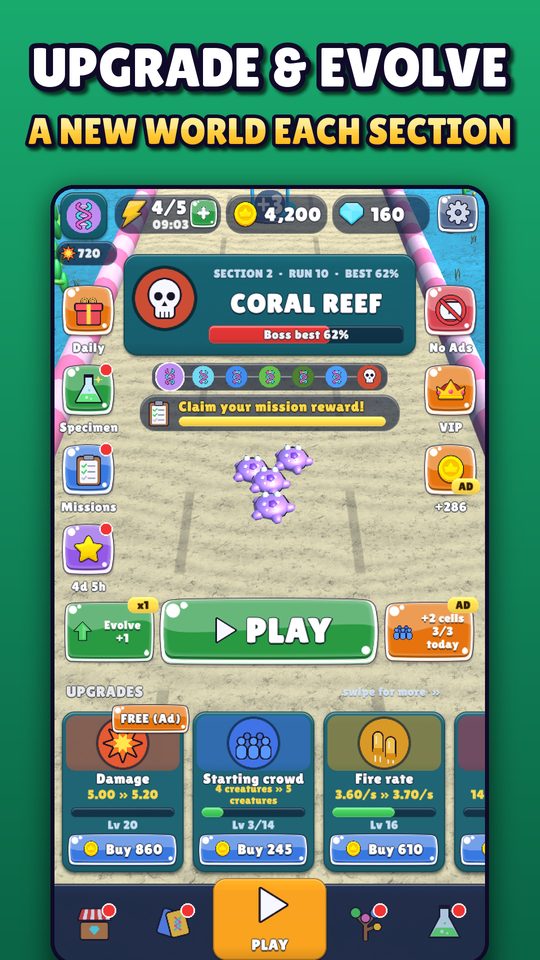 UPGRADE & EVOLVE
A NEW WORLD EACH SECTION
4/5
09:03
+3
4,200
160
720
SECTION 2 · RUN 10 · BEST 62%
CORAL REEF
Boss best 62%
Daily
No Ads
Claim your mission reward!
Specimen
VIP
Missions
AD
+286
4d 5h
x1
Evolve
+1
PLAY
AD
+2 cells
3/3
today
UPGRADES
swipe for more »
FREE (Ad)
Damage
5.00 » 5.20
Lv 20
Buy 860
Starting crowd
4 creatures » 5
creatures
Lv 3/14
Buy 245
Fire rate
3.60/s » 3.70/s
Lv 16
Buy 610
14
PLAY